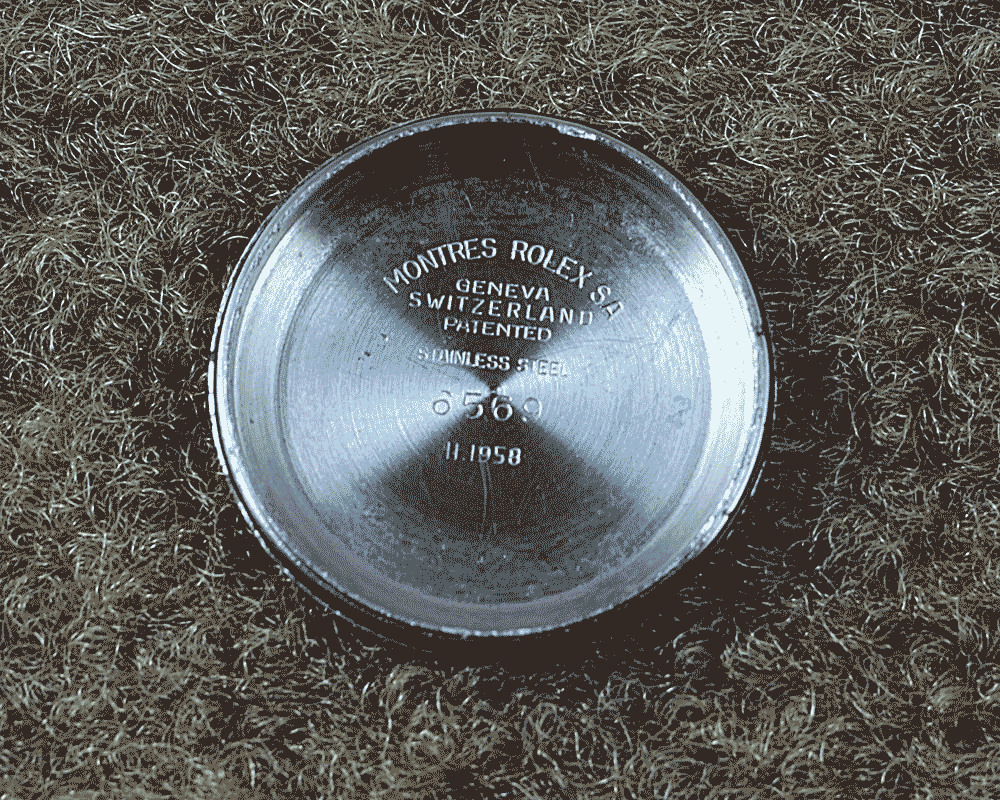 MONTRES ROLEX SA
GENEVA
SWITZERLAND
PATENTED
STAINLESS STEEL
6569
II.1958